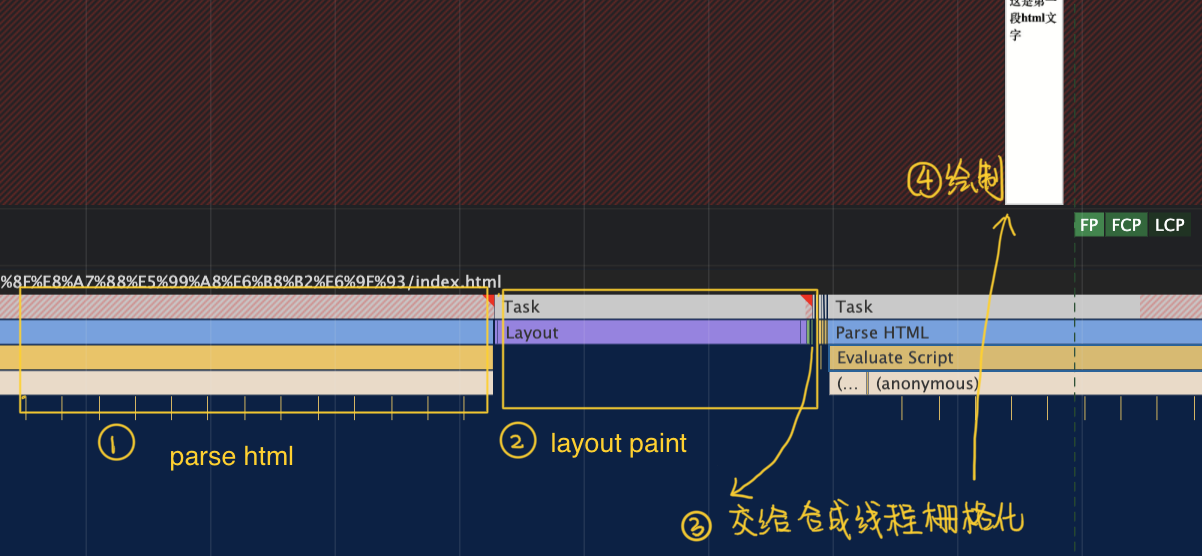 这是第一
段html文
字
④绘制
FP FCP LCP
%8F%E8%A7%88%E5%99%A8%E6%B8%B2%E6%9F%93/index.html
Task Task
Layout Parse HTML
Evaluate Script
(... (anonymous)
① parse html
② layout paint
③ 交给合成线程栅格化